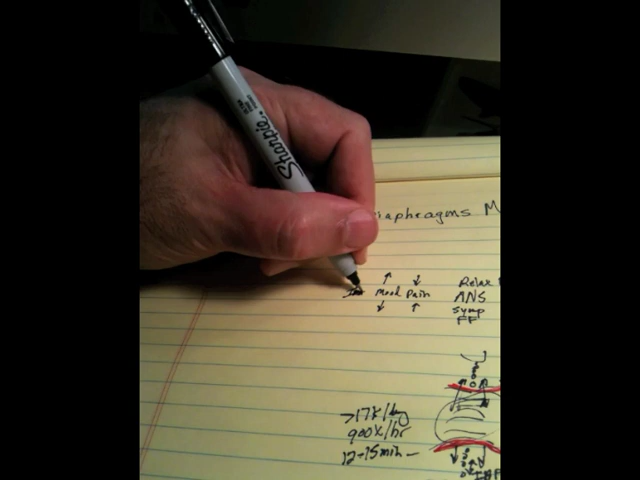 Sharpie.
iaphragms M
↑ ↓
Mood Pain
↓ ↑
Relax
ANS
Symp
FF
>17K/day
900x/hr
12-15min